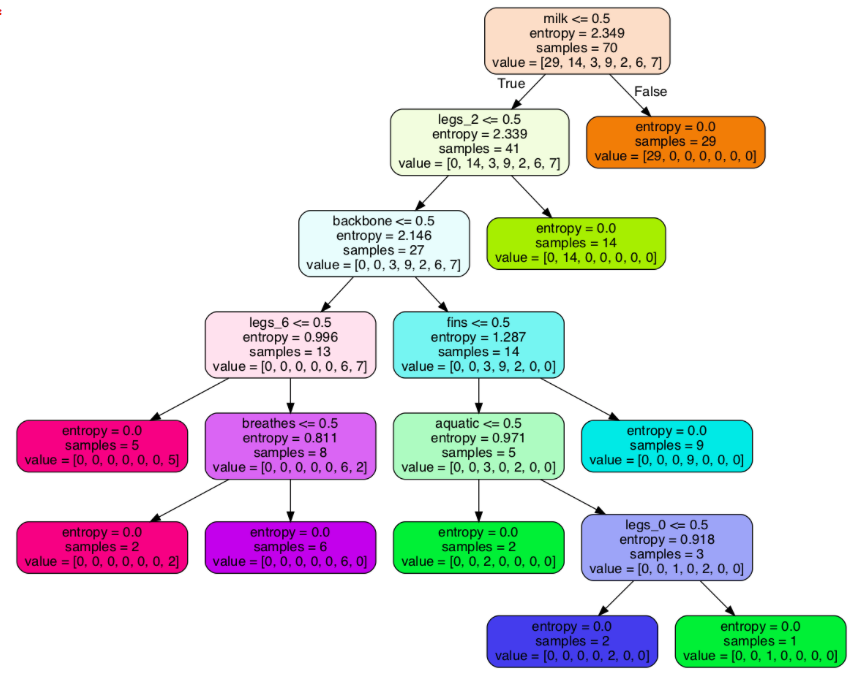 milk <= 0.5
entropy = 2.349
samples = 70
value = [29, 14, 3, 9, 2, 6, 7]
True
False
legs_2 <= 0.5
entropy = 2.339
samples = 41
value = [0, 14, 3, 9, 2, 6, 7]
entropy = 0.0
samples = 29
value = [29, 0, 0, 0, 0, 0, 0]
backbone <= 0.5
entropy = 2.146
samples = 27
value = [0, 0, 3, 9, 2, 6, 7]
entropy = 0.0
samples = 14
value = [0, 14, 0, 0, 0, 0, 0]
legs_6 <= 0.5
entropy = 0.996
samples = 13
value = [0, 0, 0, 0, 0, 6, 7]
fins <= 0.5
entropy = 1.287
samples = 14
value = [0, 0, 3, 9, 2, 0, 0]
entropy = 0.0
samples = 5
value = [0, 0, 0, 0, 0, 0, 5]
breathes <= 0.5
entropy = 0.811
samples = 8
value = [0, 0, 0, 0, 0, 6, 2]
aquatic <= 0.5
entropy = 0.971
samples = 5
value = [0, 0, 3, 0, 2, 0, 0]
entropy = 0.0
samples = 9
value = [0, 0, 0, 9, 0, 0, 0]
entropy = 0.0
samples = 2
value = [0, 0, 0, 0, 0, 0, 2]
entropy = 0.0
samples = 6
value = [0, 0, 0, 0, 0, 6, 0]
entropy = 0.0
samples = 2
value = [0, 0, 2, 0, 0, 0, 0]
legs_0 <= 0.5
entropy = 0.918
samples = 3
value = [0, 0, 1, 0, 2, 0, 0]
entropy = 0.0
samples = 2
value = [0, 0, 0, 0, 2, 0, 0]
entropy = 0.0
samples = 1
value = [0, 0, 1, 0, 0, 0, 0]